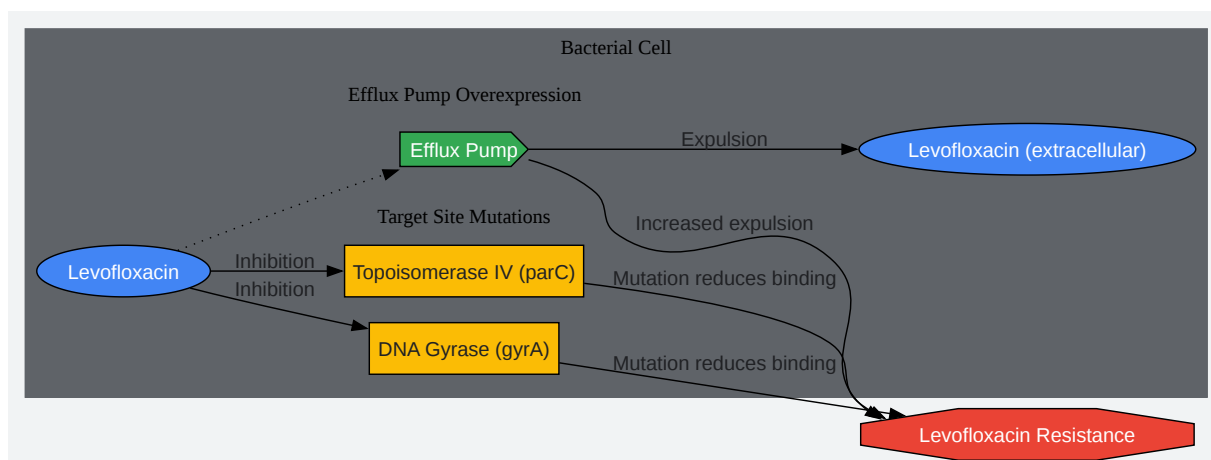 Bacterial Cell
Efflux Pump Overexpression
Efflux Pump
Expulsion
Levofloxacin (extracellular)
Target Site Mutations
Increased expulsion
Levofloxacin
Inhibition
Topoisomerase IV (parC)
Mutation reduces binding
Inhibition
DNA Gyrase (gyrA)
Mutation reduces binding
Levofloxacin Resistance